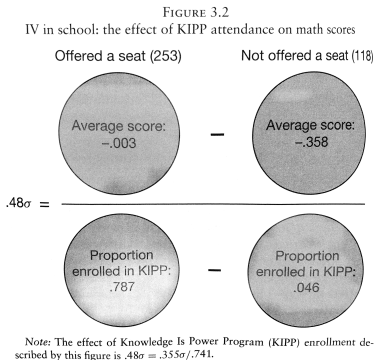 FIGURE 3.2
IV in school: the effect of KIPP attendance on math scores
Offered a seat (253)
Not offered a seat (118)
Average score:
–.003
–
Average score:
–.358
.48σ =
Proportion
enrolled in KIPP:
.787
–
Proportion
enrolled in KIPP:
.046
Note: The effect of Knowledge Is Power Program (KIPP) enrollment de-
scribed by this figure is .48σ = .355σ/.741.